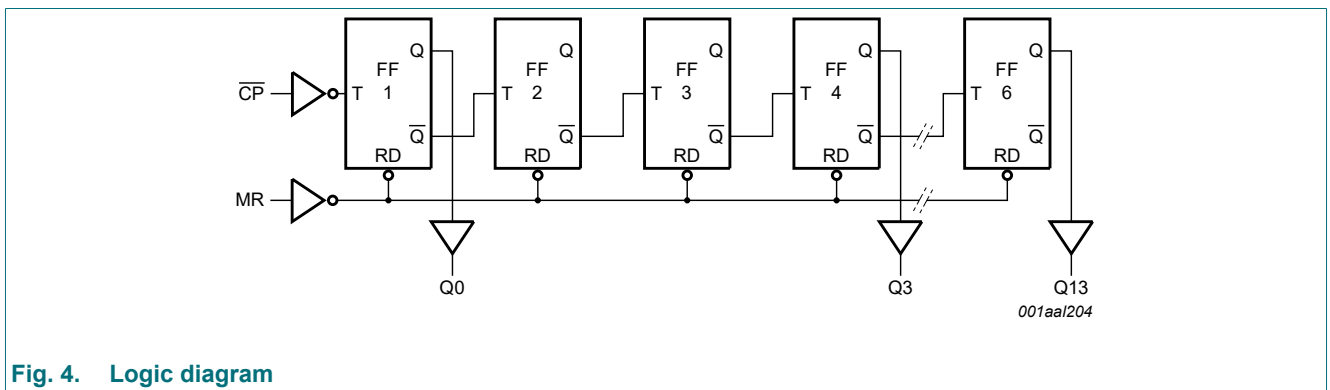 Q Q Q Q Q
FF FF FF FF FF
C̅P̅ T 1 T 2 T 3 T 4 T 6
Q̅ Q̅ Q̅ Q̅ Q̅
RD RD RD RD RD
MR
Q0 Q3 Q13
001aal204
Fig. 4. Logic diagram